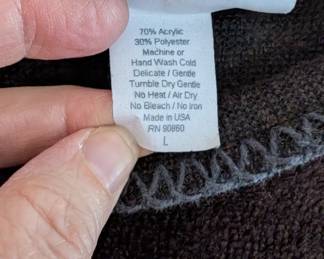 70% Acrylic
30% Polyester
Machine or
Hand Wash Cold
Delicate / Gentle
Tumble Dry Gentle
No Heat / Air Dry
No Bleach / No Iron
Made in USA
RN 90860
L